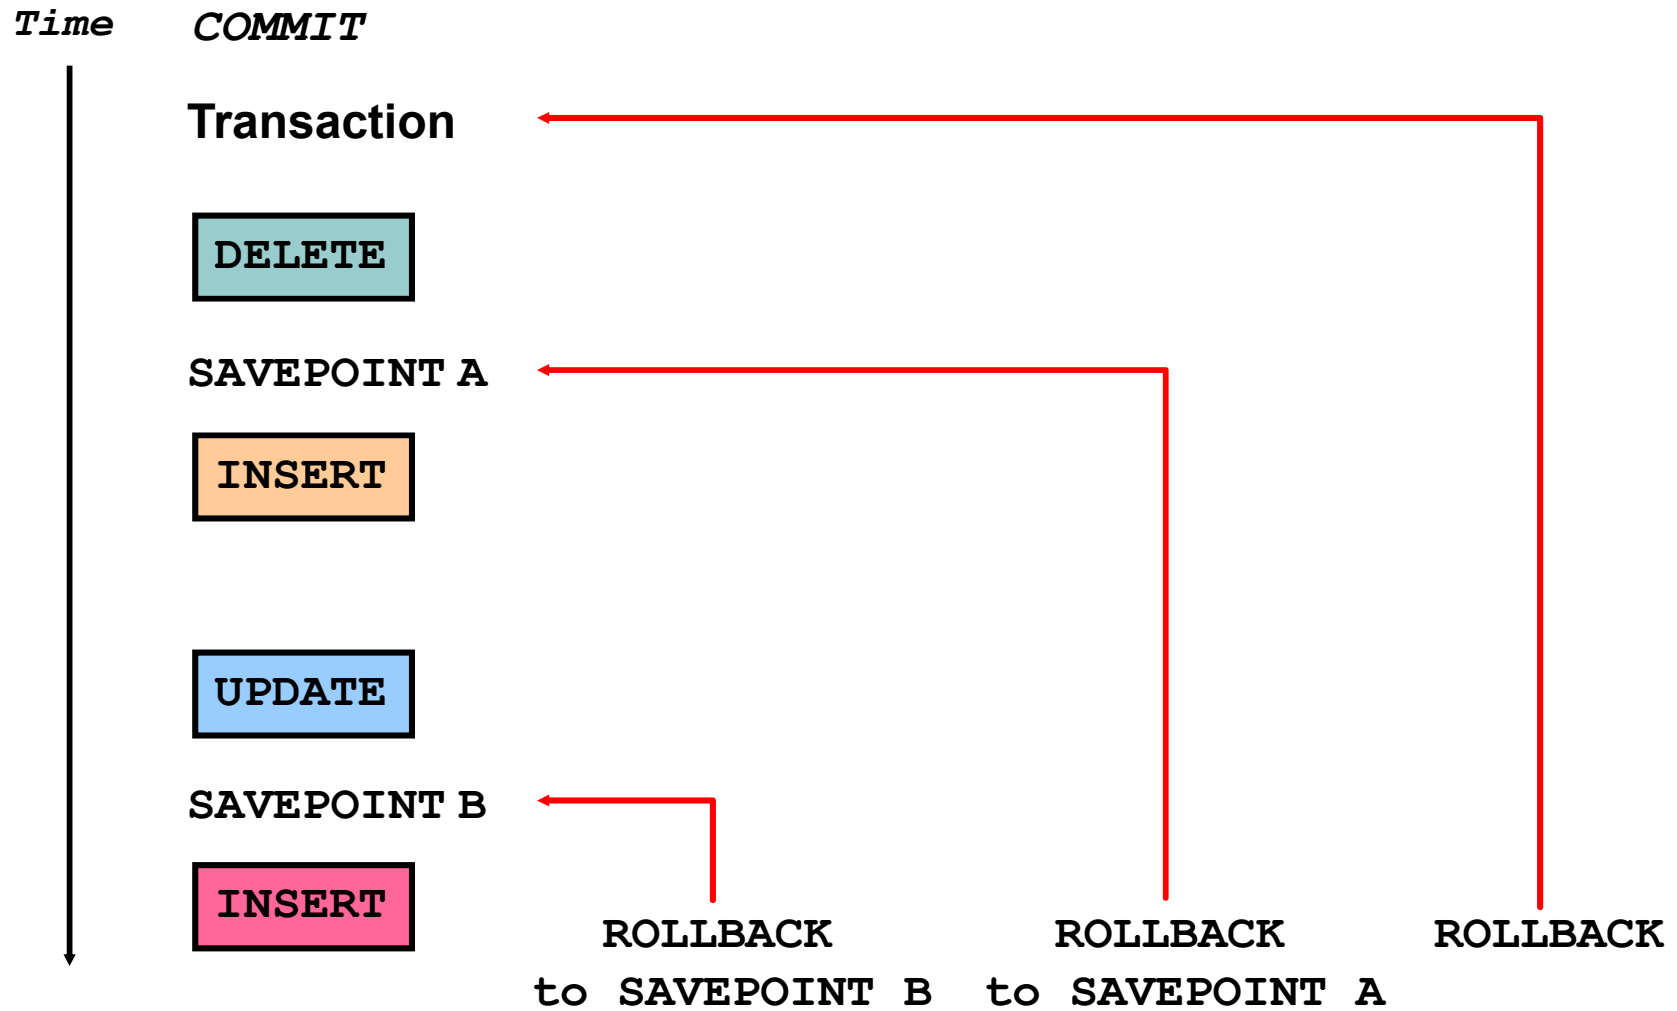 Time
COMMIT
Transaction
DELETE
SAVEPOINT A
INSERT
UPDATE
SAVEPOINT B
INSERT
ROLLBACK
to SAVEPOINT B
ROLLBACK
to SAVEPOINT A
ROLLBACK